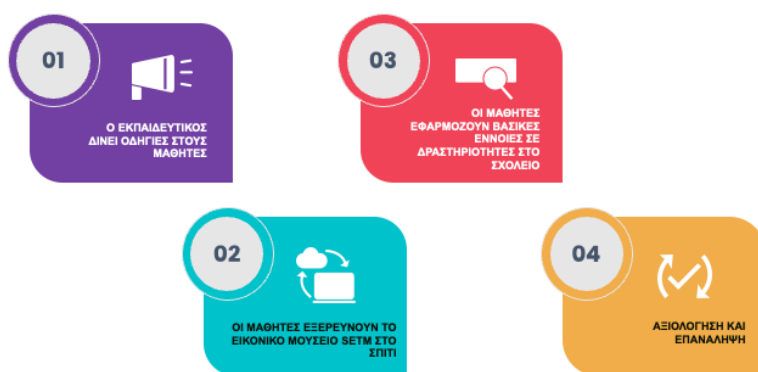 01
Ο ΕΚΠΑΙΔΕΥΤΙΚΟΣ
ΔΙΝΕΙ ΟΔΗΓΙΕΣ ΣΤΟΥΣ
ΜΑΘΗΤΕΣ
02
ΟΙ ΜΑΘΗΤΕΣ ΕΞΕΡΕΥΝΟΥΝ ΤΟ
ΕΙΚΟΝΙΚΟ ΜΟΥΣΕΙΟ SETM ΣΤΟ
ΣΠΙΤΙ
03
ΟΙ ΜΑΘΗΤΕΣ
ΕΦΑΡΜΟΖΟΥΝ ΒΑΣΙΚΕΣ
ΕΝΝΟΙΕΣ ΣΕ
ΔΡΑΣΤΗΡΙΟΤΗΤΕΣ ΣΤΟ
ΣΧΟΛΕΙΟ
04
ΑΞΙΟΛΟΓΗΣΗ ΚΑΙ
ΕΠΑΝΑΛΗΨΗ